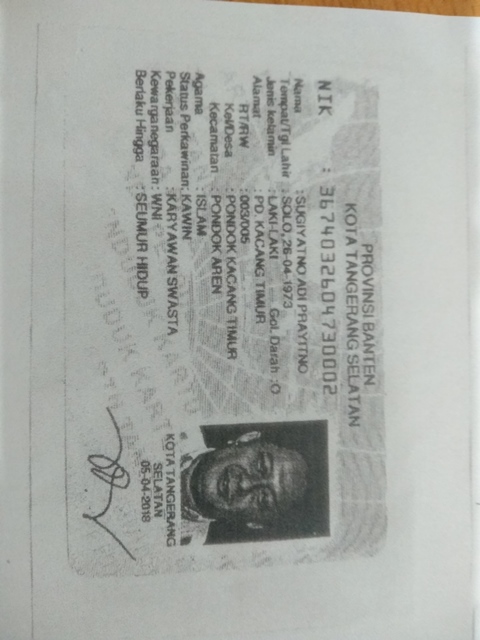 PROVINSI BANTEN
KOTA TANGERANG SELATAN
NIK : 3674032604730002
Nama : SUGIYATNO ADI PRAYITNO
Tempat/Tgl Lahir : SOLO, 26-04-1973
Jenis kelamin : LAKI-LAKI Gol. Darah : O
Alamat : PD. KACANG TIMUR
RT/RW : 003/005
Kel/Desa : PONDOK KACANG TIMUR
Kecamatan : PONDOK AREN
Agama : ISLAM
Status Perkawinan: KAWIN
Pekerjaan : KARYAWAN SWASTA
Kewarganegaraan: WNI
Berlaku Hingga : SEUMUR HIDUP
KOTA TANGERANG
SELATAN
05-04-2018